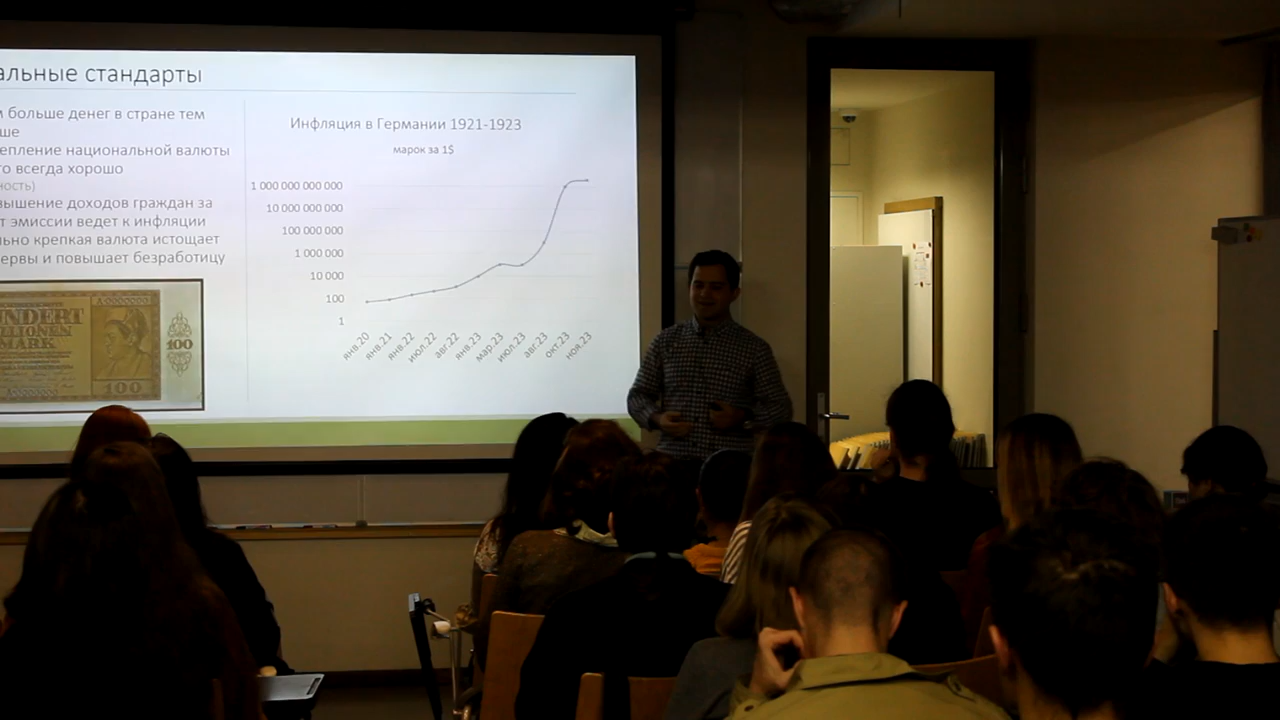 альные стандарты
м больше денег в стране тем
ше
епление национальной валюты
о всегда хорошо
ность)
вышение доходов граждан за
т эмиссии ведет к инфляции
льно крепкая валюта истощает
ервы и повышает безработицу
Инфляция в Германии 1921-1923
марок за 1$
1 000 000 000 000
10 000 000 000
100 000 000
1 000 000
10 000
100
1
янв.20
янв.21
янв.22
июл.22
авг.22
янв.23
мар.23
июл.23
авг.23
окт.23
ноя.23
UNDERT
MARK
100
100